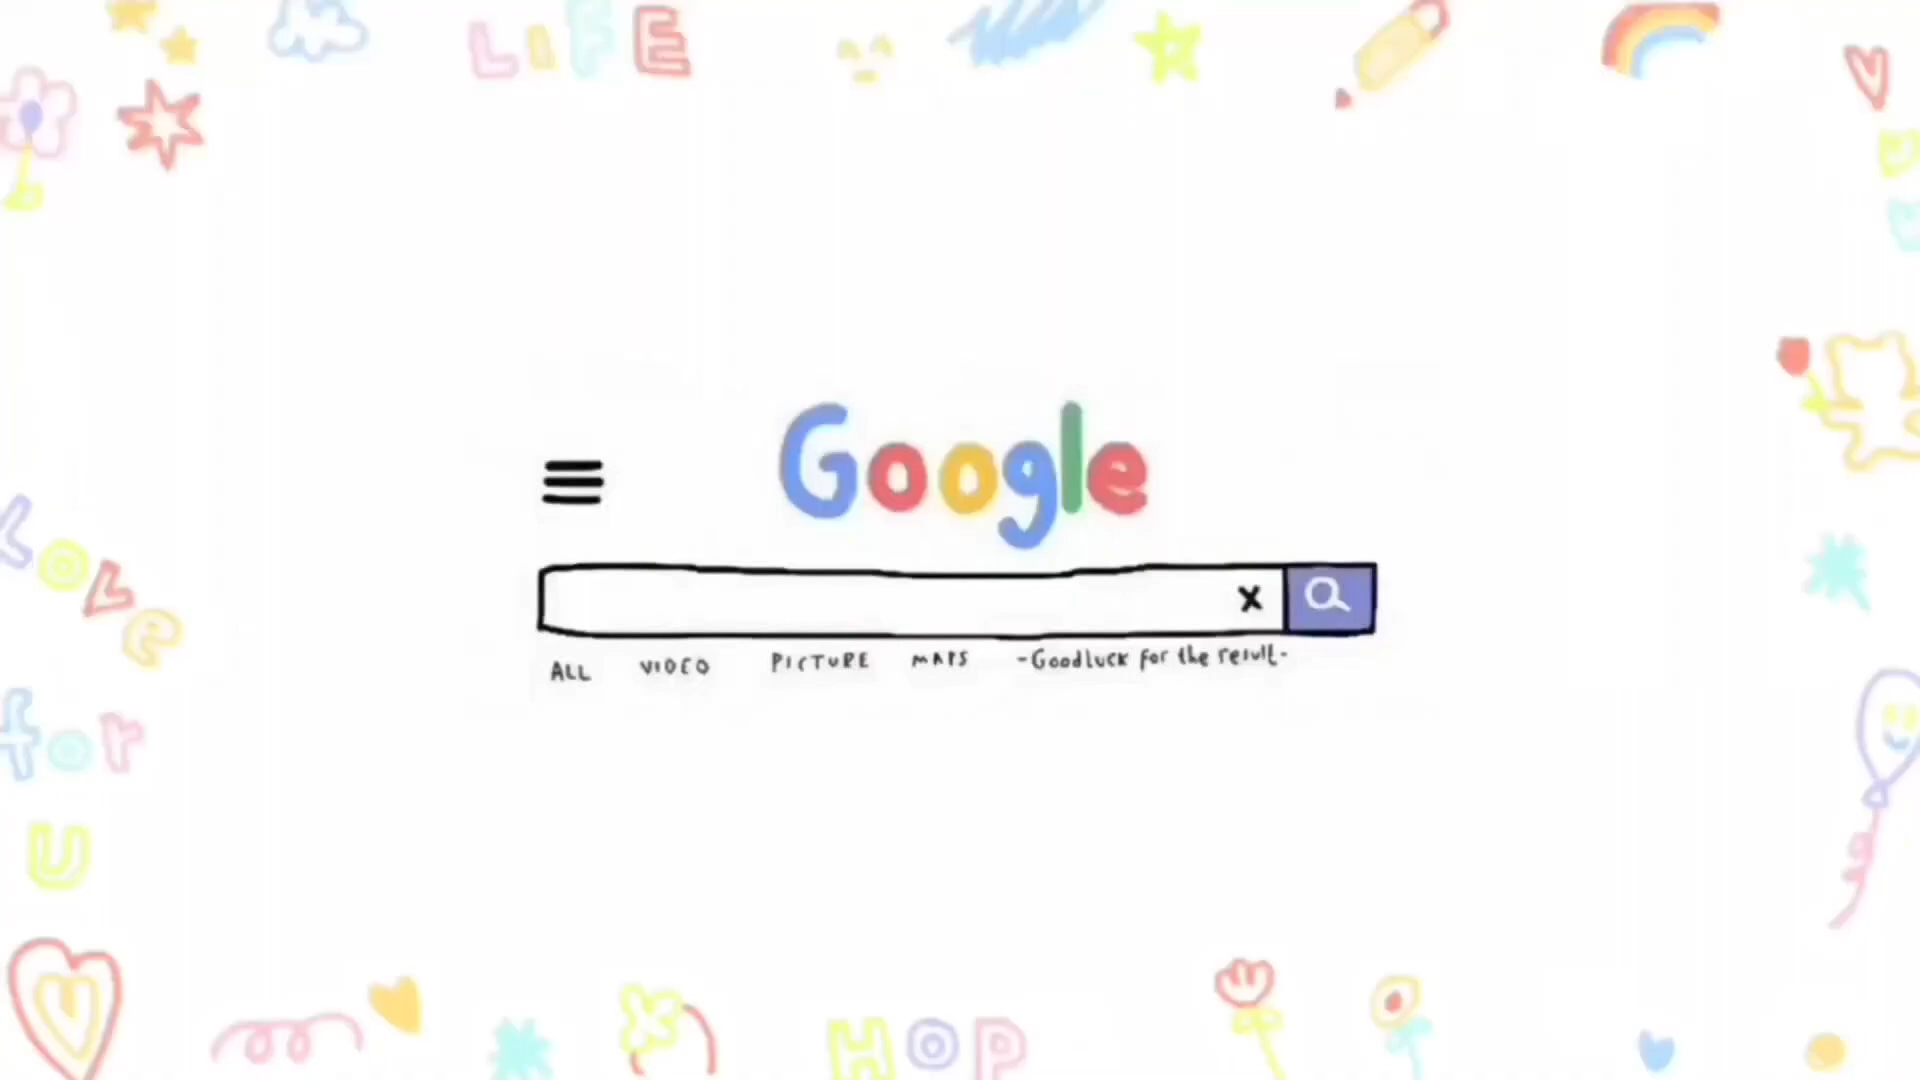 LIFE
Google
X
ALL VIDEO PICTURE MAPS -Goodluck for the result-
Love
for
U
HOP